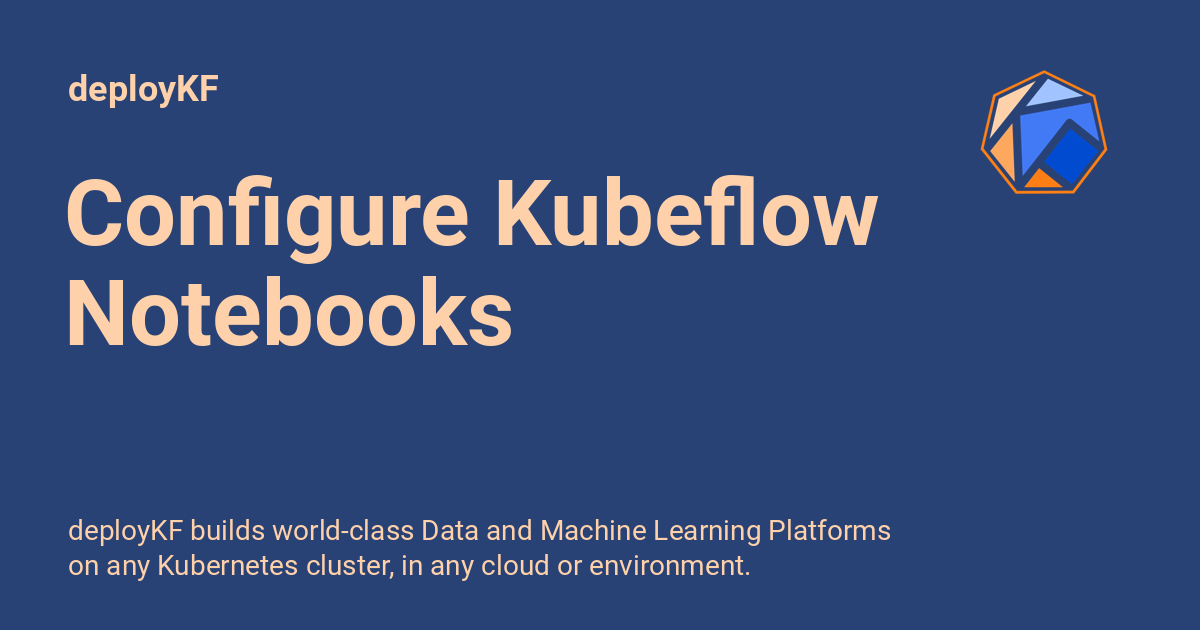 deployKF
Configure Kubeflow
Notebooks
deployKF builds world-class Data and Machine Learning Platforms
on any Kubernetes cluster, in any cloud or environment.